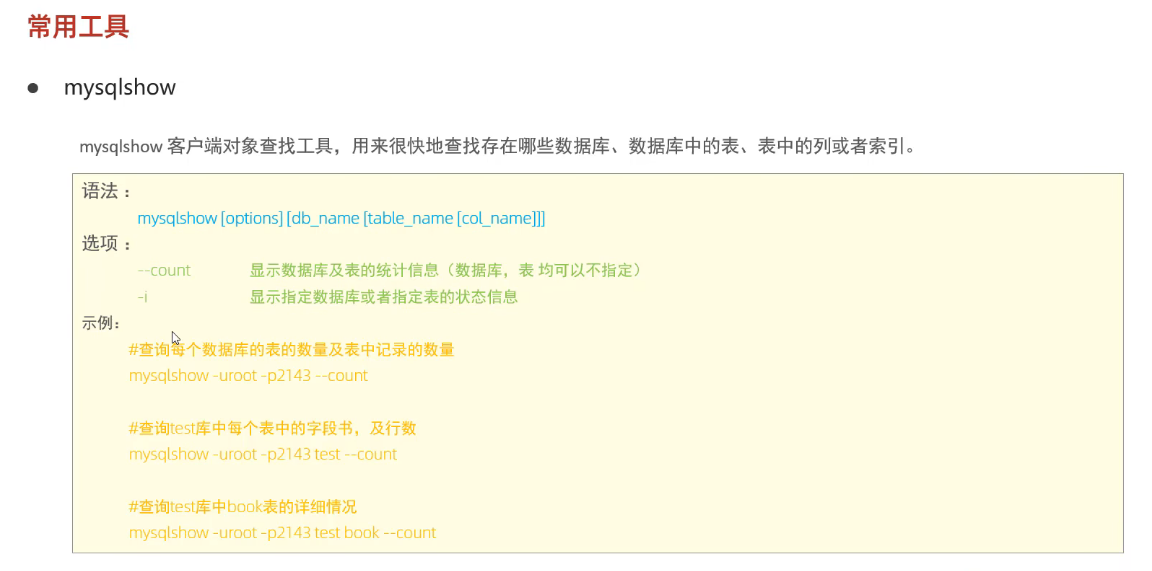 常用工具
● mysqlshow
mysqlshow 客户端对象查找工具，用来很快地查找存在哪些数据库、数据库中的表、表中的列或者索引。
语法：
mysqlshow [options] [db_name [table_name [col_name]]]
选项：
--count 显示数据库及表的统计信息（数据库，表 均可以不指定）
-i 显示指定数据库或者指定表的状态信息
示例：
#查询每个数据库的表的数量及表中记录的数量
mysqlshow -uroot -p2143 --count
#查询test库中每个表中的字段书，及行数
mysqlshow -uroot -p2143 test --count
#查询test库中book表的详细情况
mysqlshow -uroot -p2143 test book --count